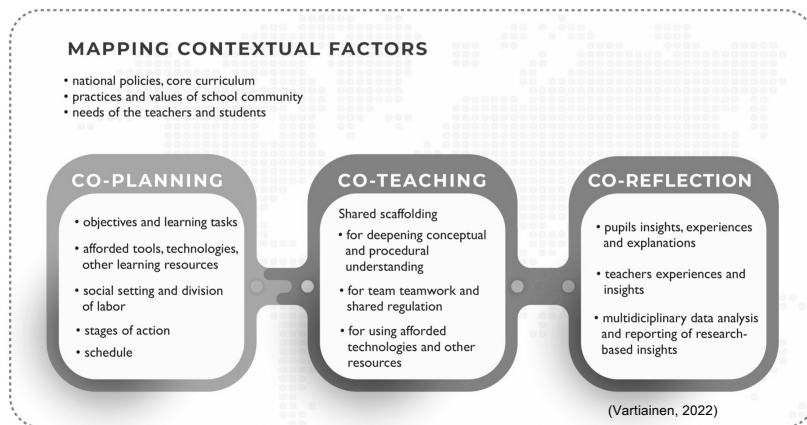 MAPPING CONTEXTUAL FACTORS
• national policies, core curriculum
• practices and values of school community
• needs of the teachers and students
CO-PLANNING
• objectives and learning tasks
• afforded tools, technologies,
other learning resources
• social setting and division
of labor
• stages of action
• schedule
CO-TEACHING
Shared scaffolding
• for deepening conceptual
and procedural
understanding
• for team teamwork and
shared regulation
• for using afforded
technologies and other
resources
CO-REFLECTION
• pupils insights, experiences
and explanations
• teachers experiences and
insights
• multidiciplinary data analysis
and reporting of research-
based insights
(Vartiainen, 2022)